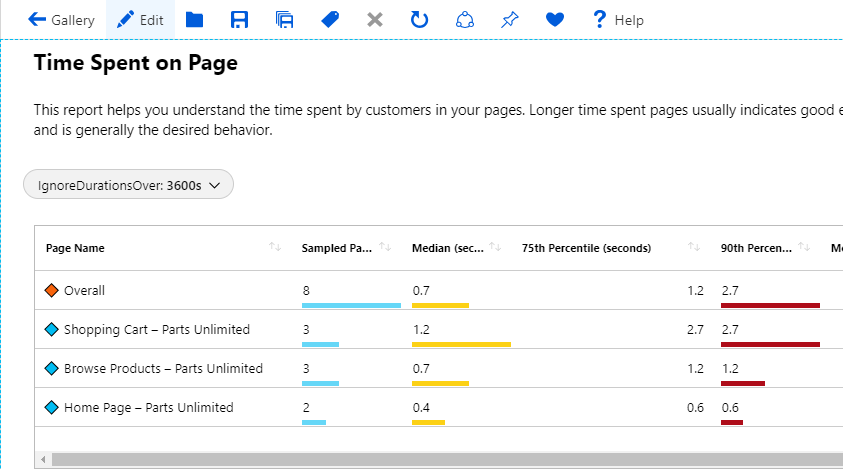 Gallery Edit Help
Time Spent on Page
This report helps you understand the time spent by customers in your pages. Longer time spent pages usually indicates good e
and is generally the desired behavior.
IgnoreDurationsOver: 3600s
Page Name Sampled Pa... Median (sec... 75th Percentile (seconds) 90th Percen... Me
Overall 8 0.7 1.2 2.7
Shopping Cart – Parts Unlimited 3 1.2 2.7 2.7
Browse Products – Parts Unlimited 3 0.7 1.2 1.2
Home Page – Parts Unlimited 2 0.4 0.6 0.6